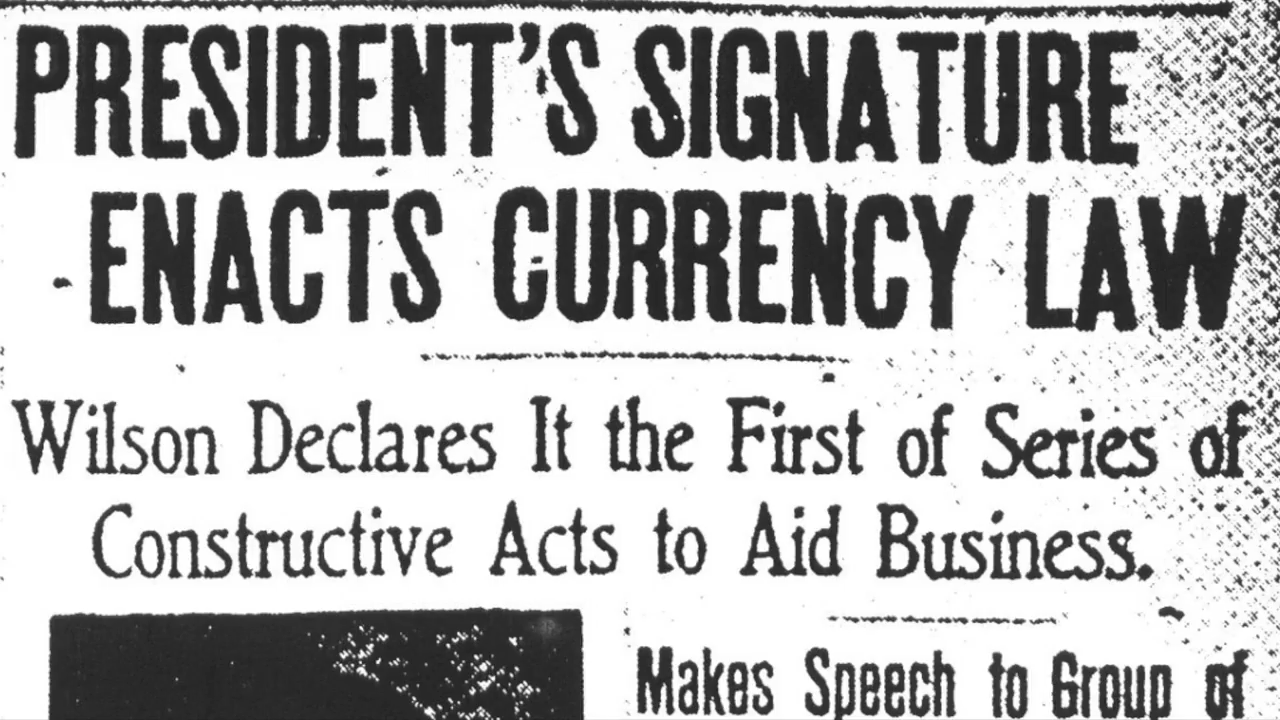 PRESIDENT'S SIGNATURE
ENACTS CURRENCY LAW
Wilson Declares It the First of Series of
Constructive Acts to Aid Business.
Makes Speech to Group of